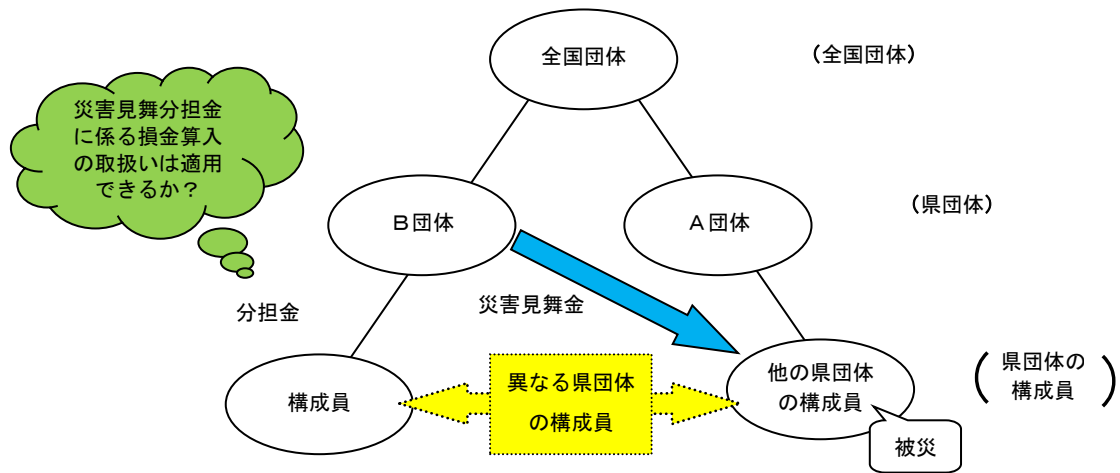 全国団体
（全国団体）
災害見舞分担金
に係る損金算入
の取扱いは適用
できるか？
Ｂ団体
Ａ団体
（県団体）
分担金
災害見舞金
構成員
異なる県団体
の構成員
他の県団体
の構成員
（県団体の
構成員）
被災